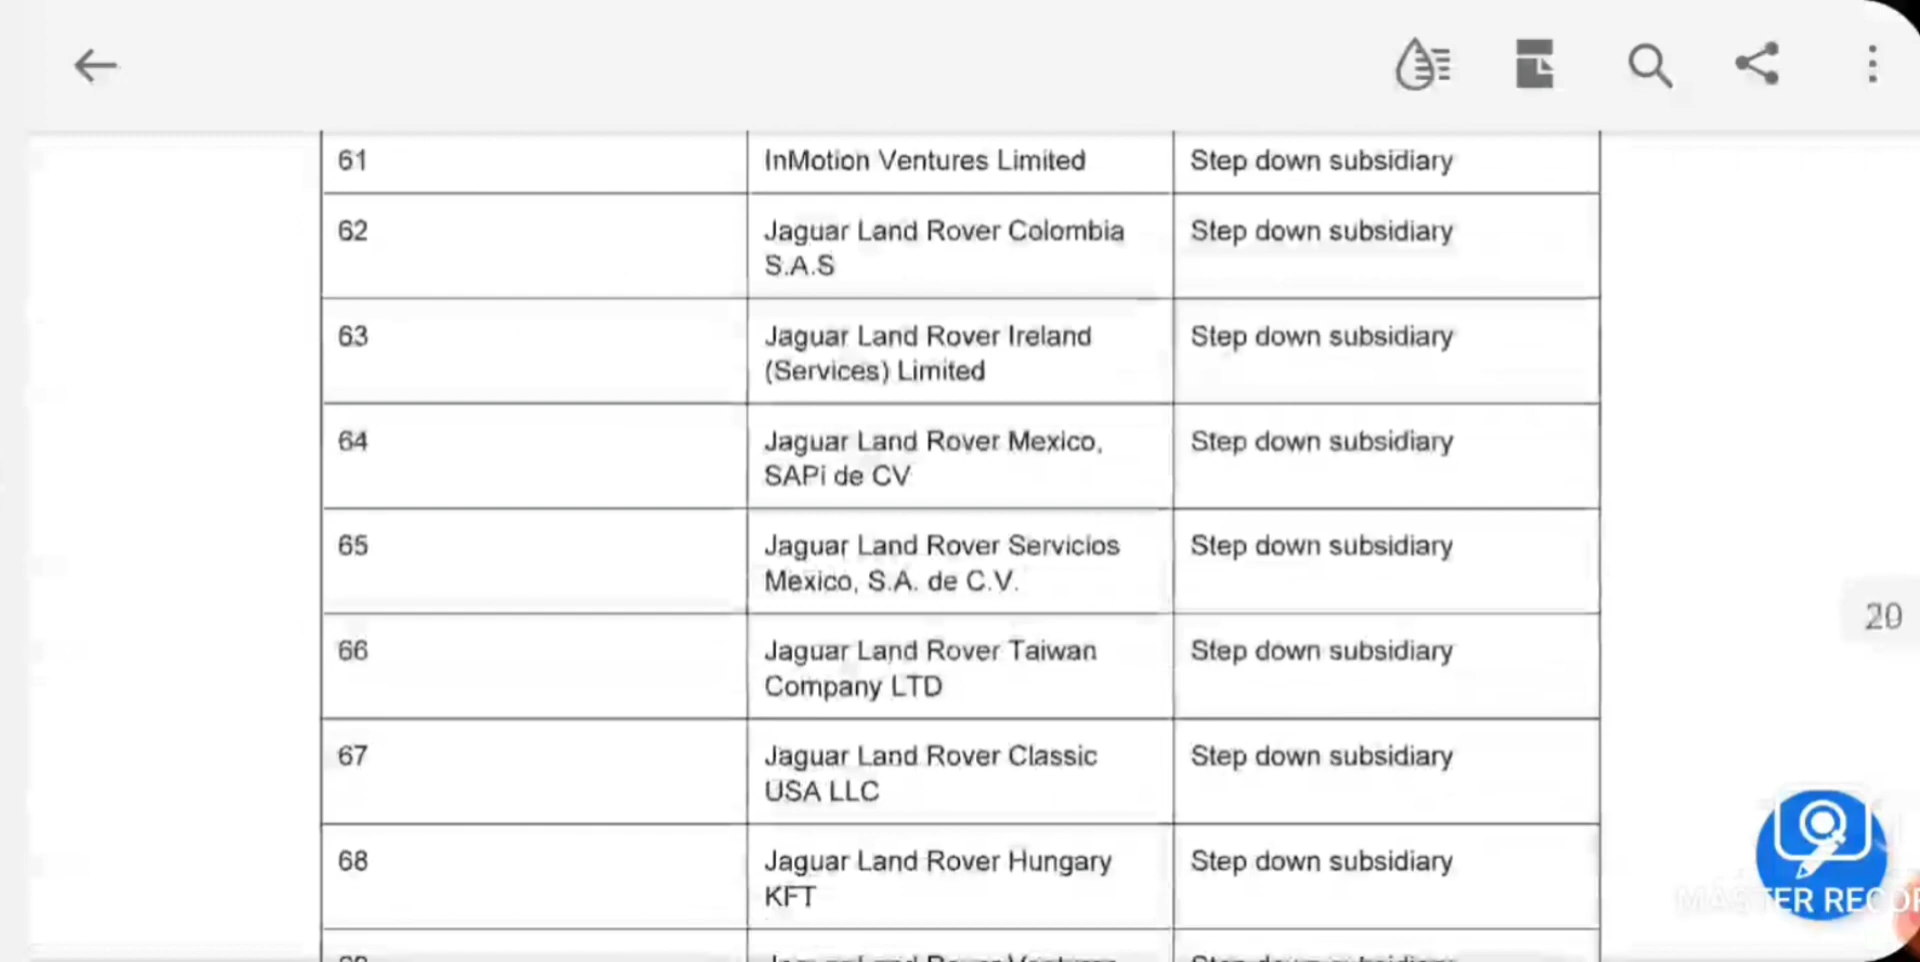 61 InMotion Ventures Limited Step down subsidiary
62 Jaguar Land Rover Colombia Step down subsidiary
S.A.S
63 Jaguar Land Rover Ireland Step down subsidiary
(Services) Limited
64 Jaguar Land Rover Mexico, Step down subsidiary
SAPi de CV
65 Jaguar Land Rover Servicios Step down subsidiary
Mexico, S.A. de C.V.
20
66 Jaguar Land Rover Taiwan Step down subsidiary
Company LTD
67 Jaguar Land Rover Classic Step down subsidiary
USA LLC
68 Jaguar Land Rover Hungary Step down subsidiary
KFT
MASTER RECOR